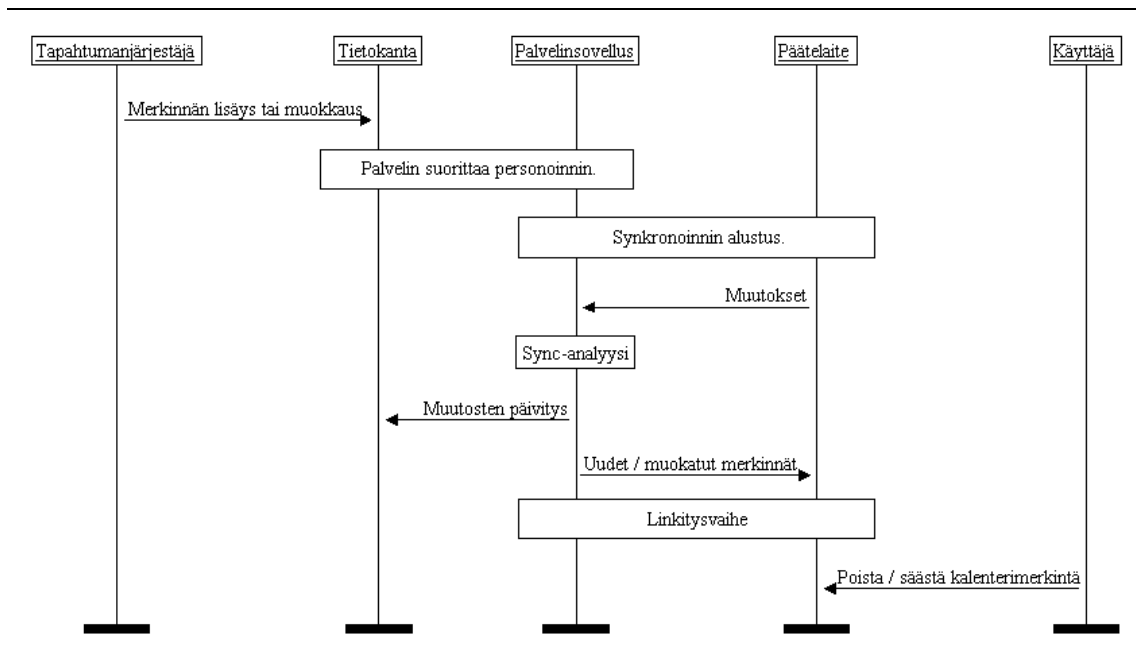 Tapahtumanjärjestäjä
Tietokanta
Palvelinsovellus
Päätelaite
Käyttäjä
Merkinnän lisäys tai muokkaus
Palvelin suorittaa personoinnin.
Synkronoinnin alustus.
Muutokset
Sync-analyysi
Muutosten päivitys
Uudet / muokatut merkinnät
Linkitysvaihe
Poista / säästä kalenterimerkintä